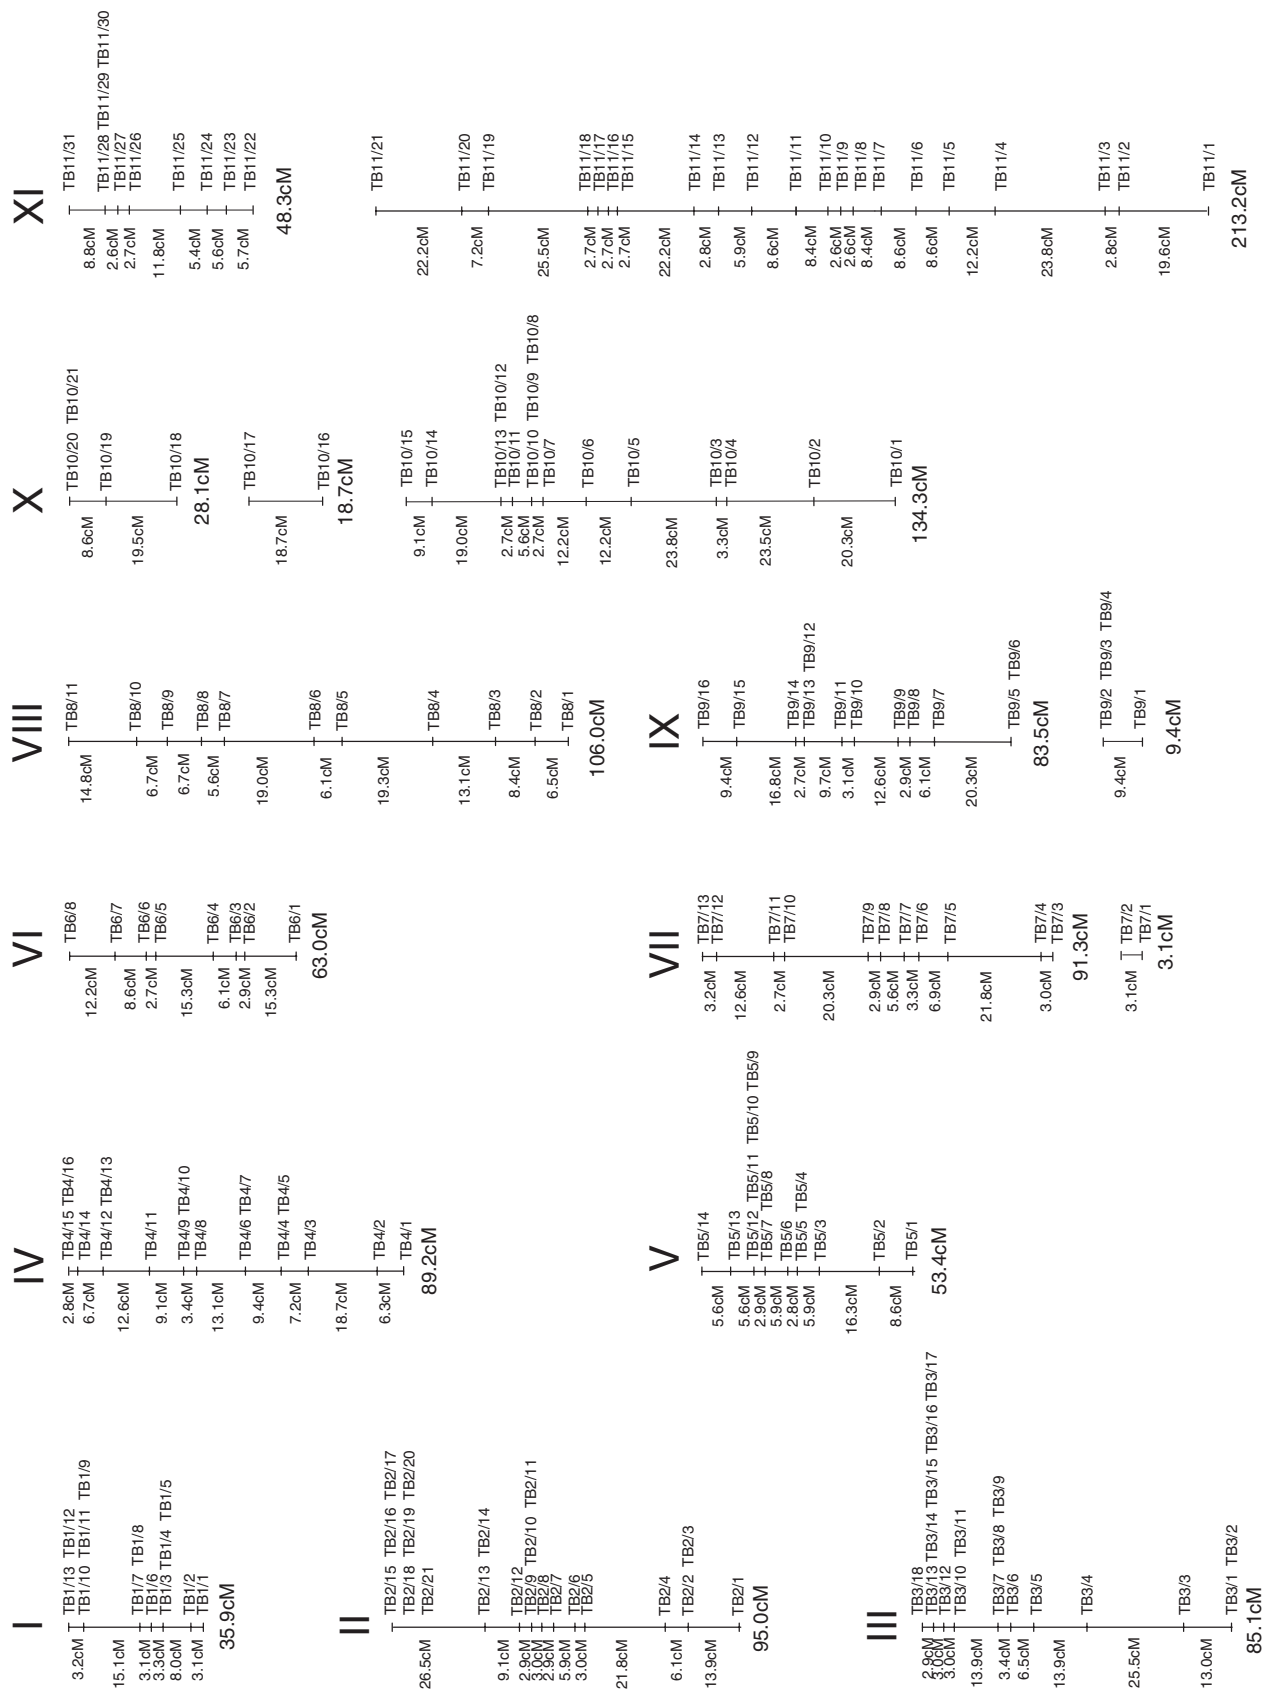 I
3.2cM
15.1cM
3.1cM
3.3cM
8.0cM
3.1cM
TB1/13 TB1/12
TB1/10 TB1/11 TB1/9
TB1/7 TB1/8
TB1/6
TB1/3 TB1/4 TB1/5
TB1/2
TB1/1
35.9cM
II
26.5cM
9.1cM
2.9cM
3.0cM
2.9cM
5.9cM
3.0cM
21.8cM
6.1cM
13.9cM
TB2/15 TB2/16 TB2/17
TB2/18 TB2/19 TB2/20
TB2/21
TB2/13 TB2/14
TB2/12
TB2/9 TB2/10 TB2/11
TB2/8
TB2/7
TB2/6
TB2/5
TB2/4
TB2/2 TB2/3
TB2/1
95.0cM
III
2.9cM
3.0cM
3.0cM
13.9cM
3.4cM
6.5cM
13.9cM
25.5cM
13.0cM
TB3/18
TB3/13 TB3/14 TB3/15 TB3/16 TB3/17
TB3/12
TB3/10 TB3/11
TB3/7 TB3/8 TB3/9
TB3/6
TB3/5
TB3/4
TB3/3
TB3/1 TB3/2
85.1cM
IV
2.8cM
6.7cM
12.6cM
9.1cM
3.4cM
13.1cM
9.4cM
7.2cM
18.7cM
6.3cM
TB4/15 TB4/16
TB4/14
TB4/12 TB4/13
TB4/11
TB4/9 TB4/10
TB4/8
TB4/6 TB4/7
TB4/4 TB4/5
TB4/3
TB4/2
TB4/1
89.2cM
V
5.6cM
5.6cM
2.9cM
5.9cM
2.8cM
5.9cM
16.3cM
8.6cM
TB5/14
TB5/13
TB5/12 TB5/11 TB5/10 TB5/9
TB5/7 TB5/8
TB5/6
TB5/5 TB5/4
TB5/3
TB5/2
TB5/1
53.4cM
VI
12.2cM
8.6cM
2.7cM
15.3cM
6.1cM
2.9cM
15.3cM
TB6/8
TB6/7
TB6/6
TB6/5
TB6/4
TB6/3
TB6/2
TB6/1
63.0cM
VII
3.2cM
12.6cM
2.7cM
20.3cM
2.9cM
5.6cM
3.3cM
6.9cM
21.8cM
3.0cM
TB7/13
TB7/12
TB7/11
TB7/10
TB7/9
TB7/8
TB7/7
TB7/6
TB7/5
TB7/4
TB7/3
91.3cM
3.1cM
TB7/2
TB7/1
3.1cM
VIII
14.8cM
6.7cM
6.7cM
5.6cM
19.0cM
6.1cM
19.3cM
13.1cM
8.4cM
6.5cM
TB8/11
TB8/10
TB8/9
TB8/8
TB8/7
TB8/6
TB8/5
TB8/4
TB8/3
TB8/2
TB8/1
106.0cM
IX
9.4cM
16.8cM
2.7cM
9.7cM
3.1cM
12.6cM
2.9cM
6.1cM
20.3cM
TB9/16
TB9/15
TB9/14
TB9/13 TB9/12
TB9/11
TB9/10
TB9/9
TB9/8
TB9/7
TB9/5 TB9/6
83.5cM
9.4cM
TB9/2 TB9/3 TB9/4
TB9/1
9.4cM
X
8.6cM
19.5cM
TB10/20 TB10/21
TB10/19
TB10/18
28.1cM
18.7cM
TB10/17
TB10/16
18.7cM
9.1cM
19.0cM
2.7cM
5.6cM
2.7cM
12.2cM
12.2cM
23.8cM
3.3cM
23.5cM
20.3cM
TB10/15
TB10/14
TB10/13 TB10/12
TB10/11
TB10/10 TB10/9 TB10/8
TB10/7
TB10/6
TB10/5
TB10/3
TB10/4
TB10/2
TB10/1
134.3cM
XI
8.8cM
2.6cM
2.7cM
11.8cM
5.4cM
5.6cM
5.7cM
TB11/31
TB11/28 TB11/29 TB11/30
TB11/27
TB11/26
TB11/25
TB11/24
TB11/23
TB11/22
48.3cM
22.2cM
7.2cM
25.5cM
2.7cM
2.7cM
2.7cM
22.2cM
2.8cM
5.9cM
8.6cM
8.4cM
2.6cM
2.6cM
8.4cM
8.6cM
8.6cM
12.2cM
23.8cM
2.8cM
19.6cM
TB11/21
TB11/20
TB11/19
TB11/18
TB11/17
TB11/16
TB11/15
TB11/14
TB11/13
TB11/12
TB11/11
TB11/10
TB11/9
TB11/8
TB11/7
TB11/6
TB11/5
TB11/4
TB11/3
TB11/2
TB11/1
213.2cM